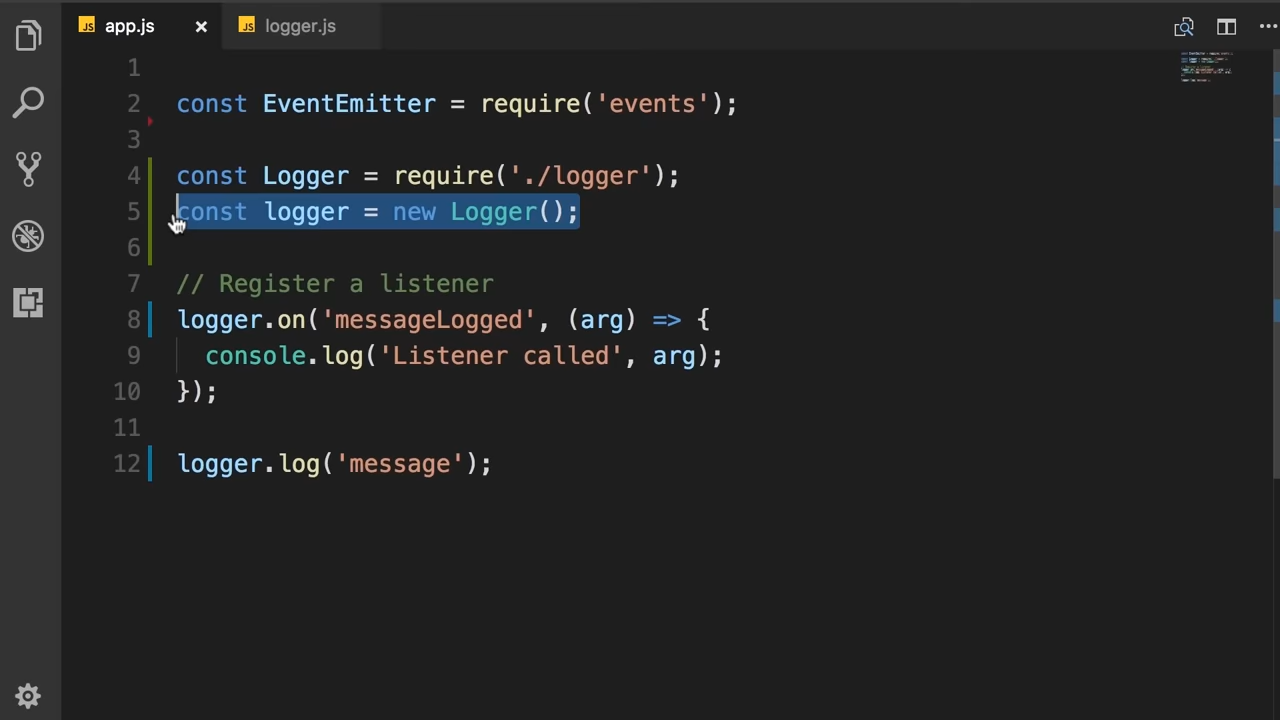 JS app.js × JS logger.js
1
2 const EventEmitter = require('events');
3
4 const Logger = require('./logger');
5 const logger = new Logger();
6
7 // Register a listener
8 logger.on('messageLogged', (arg) => {
9 console.log('Listener called', arg);
10 });
11
12 logger.log('message');